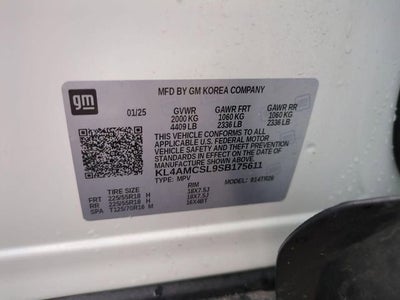 gm
MFD BY GM KOREA COMPANY
01/25 GVWR GAWR FRT GAWR RR
2000 KG 1060 KG 1060 KG
4409 LB 2336 LB 2336 LB
THIS VEHICLE CONFORMS TO ALL
APPLICABLE U.S. FEDERAL MOTOR
VEHICLE SAFETY AND THEFT PREVENTION
STANDARDS IN EFFECT ON THE DATE OF
MANUFACTURE SHOWN ABOVE.
KL4AMCSL9SB175611
TYPE: MPV MODEL:
TIRE SIZE RIM
FRT 225/55R18 H 18X7.5J
RR 225/55R18 H 18X7.5J
SPA T125/70R16 M 16X4BT